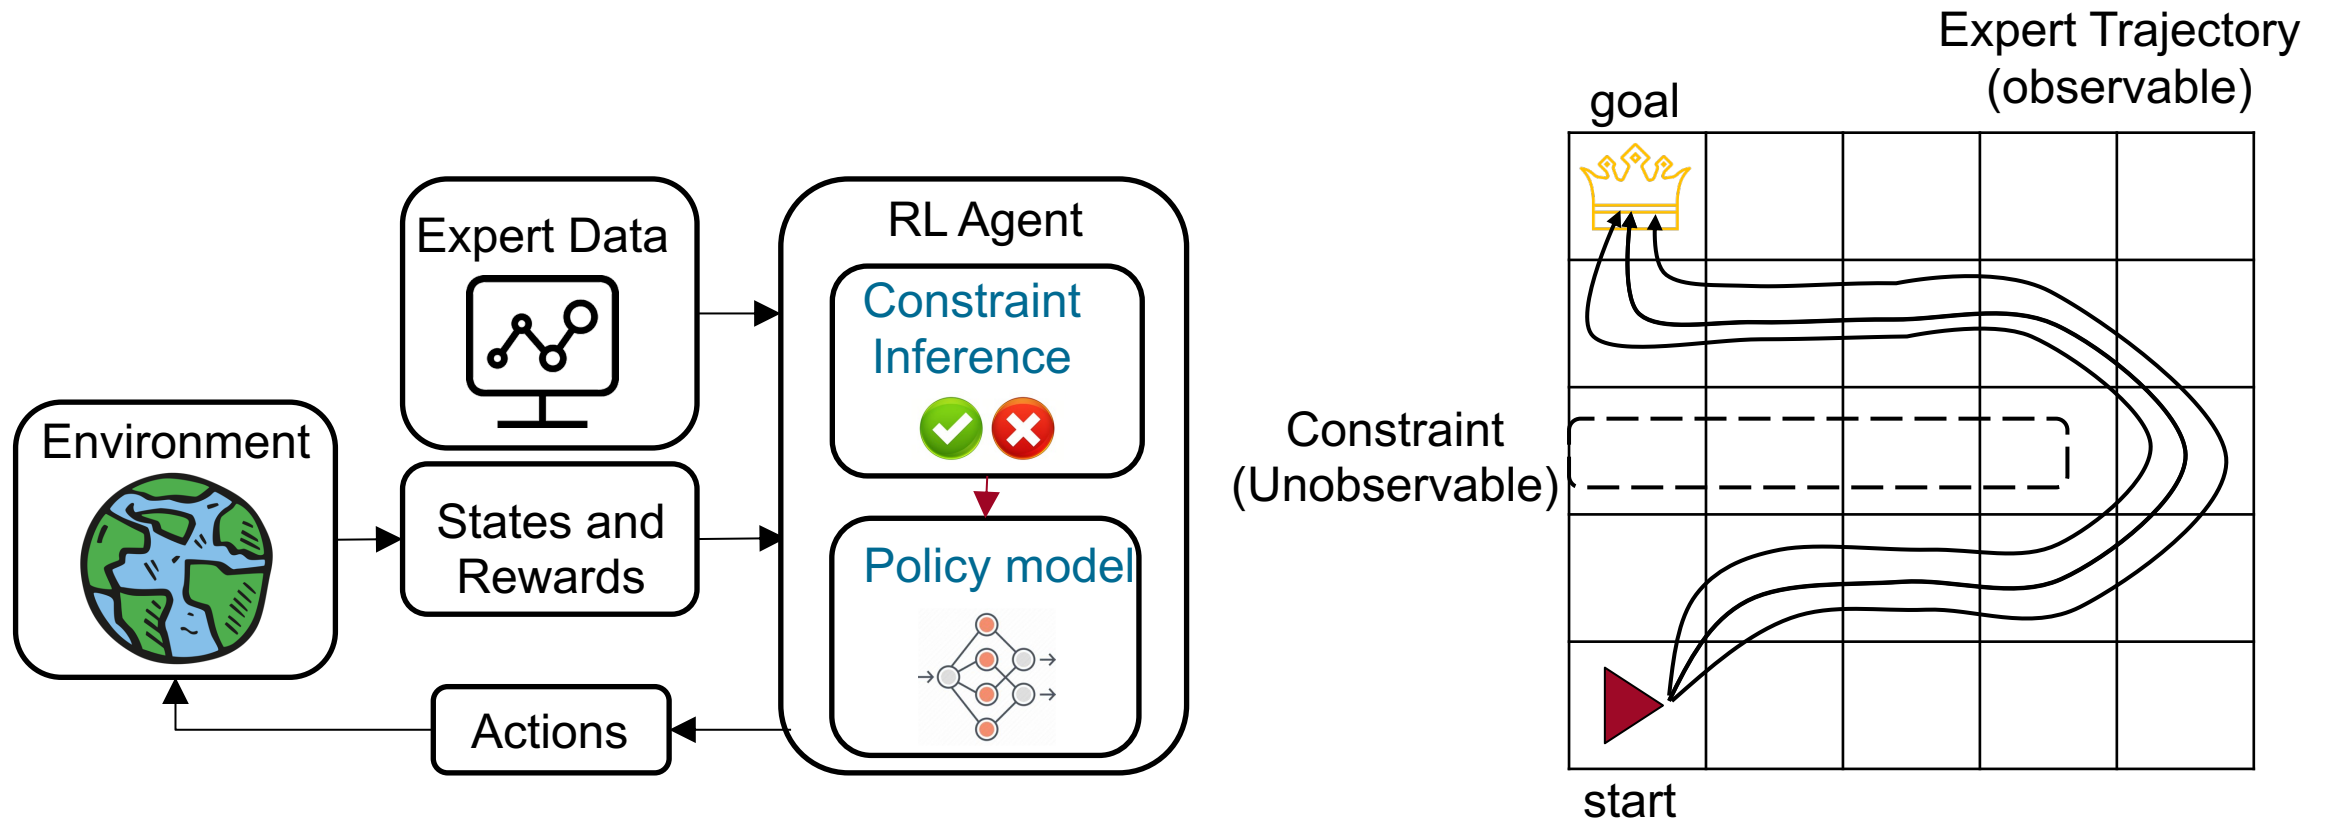 Expert Data
Environment
States and
Rewards
Actions
RL Agent
Constraint
Inference
Policy model
Expert Trajectory
(observable)
goal
Constraint
(Unobservable)
start